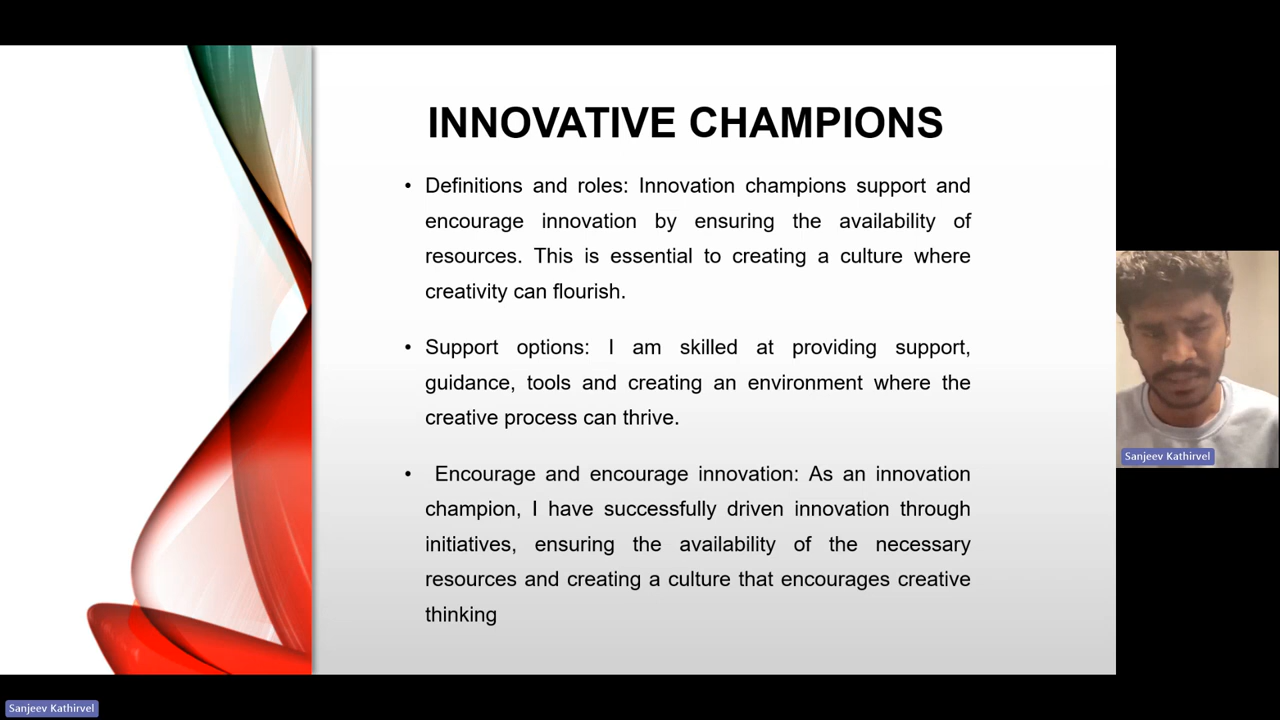 INNOVATIVE CHAMPIONS
• Definitions and roles: Innovation champions support and
encourage innovation by ensuring the availability of
resources. This is essential to creating a culture where
creativity can flourish.
• Support options: I am skilled at providing support,
guidance, tools and creating an environment where the
creative process can thrive.
• Encourage and encourage innovation: As an innovation
champion, I have successfully driven innovation through
initiatives, ensuring the availability of the necessary
resources and creating a culture that encourages creative
thinking
Sanjeev Kathirvel
Sanjeev Kathirvel